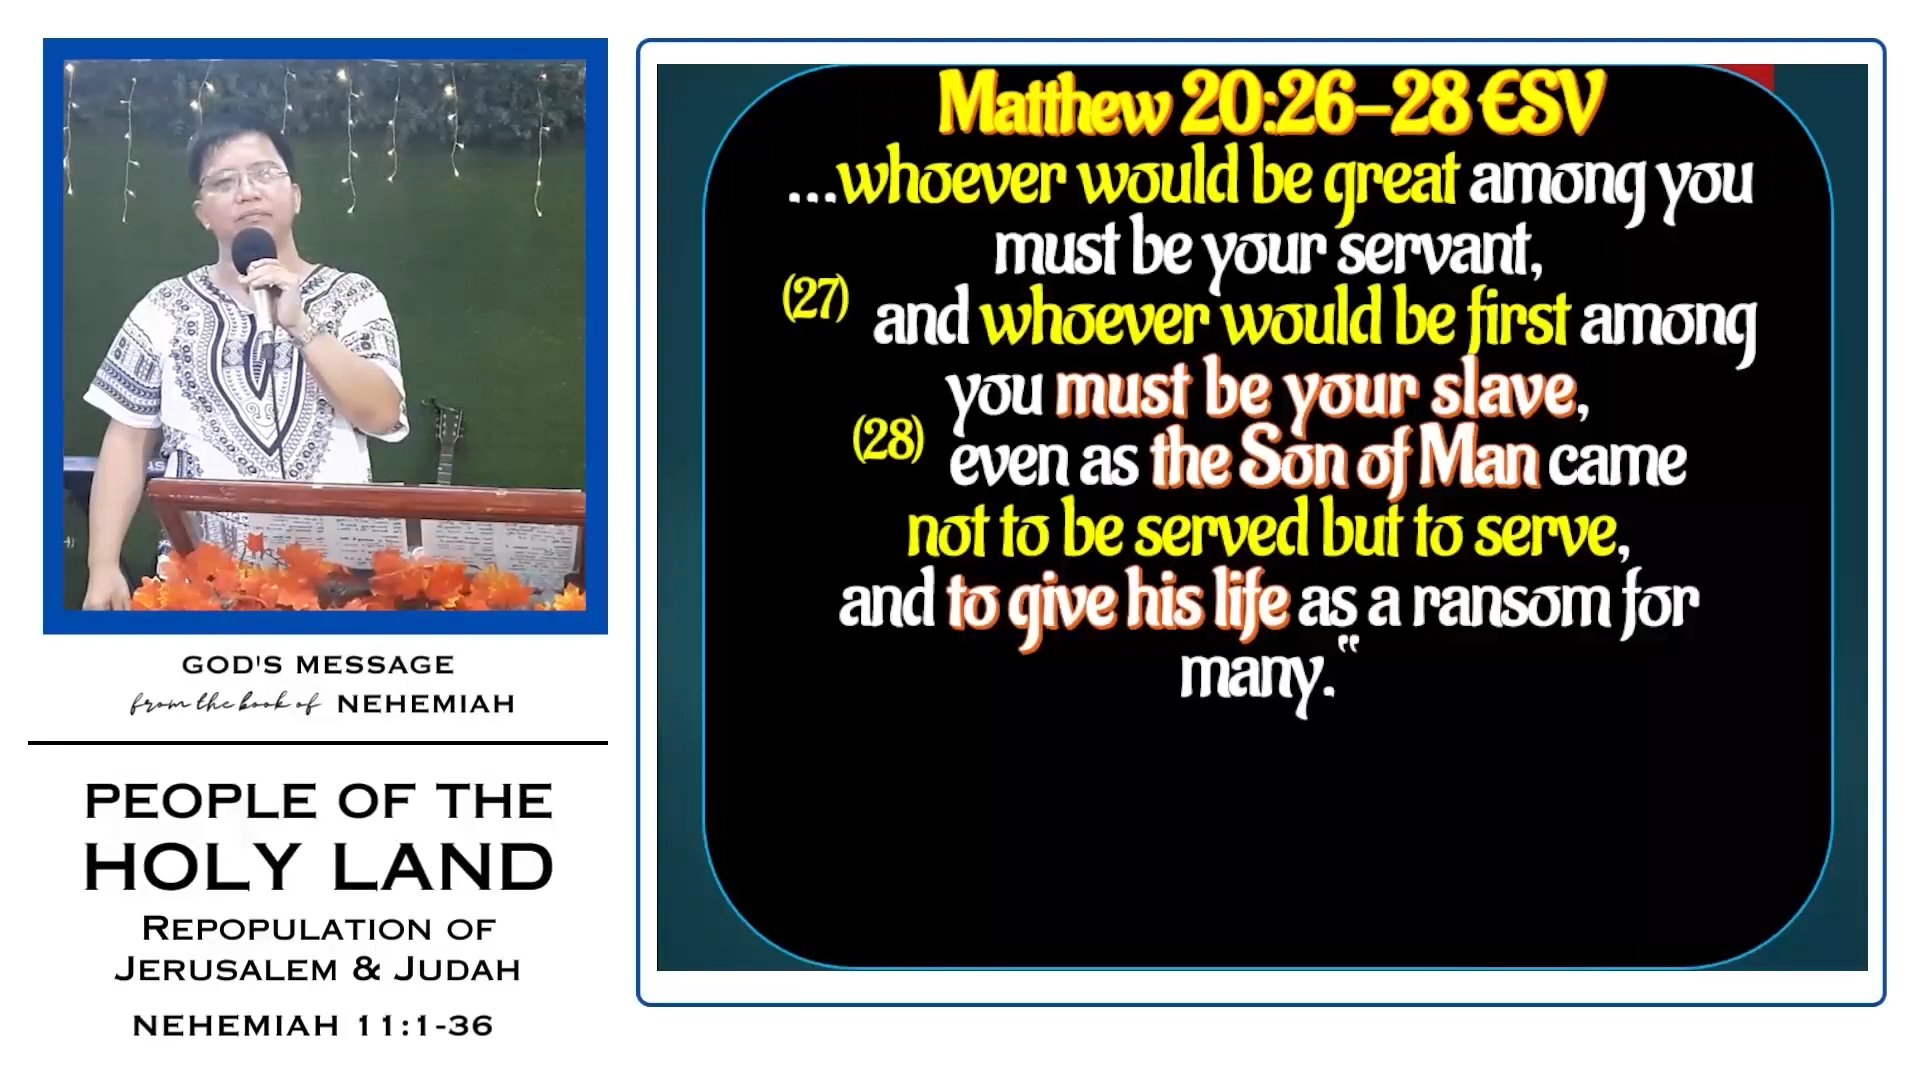 GOD'S MESSAGE
from the book of NEHEMIAH
PEOPLE OF THE
HOLY LAND
REPOPULATION OF
JERUSALEM & JUDAH
NEHEMIAH 11:1-36
Matthew 20:26–28 ESV
...whoever would be great among you
must be your servant,
(27) and whoever would be first among
you must be your slave,
(28) even as the Son of Man came
not to be served but to serve,
and to give his life as a ransom for
many."